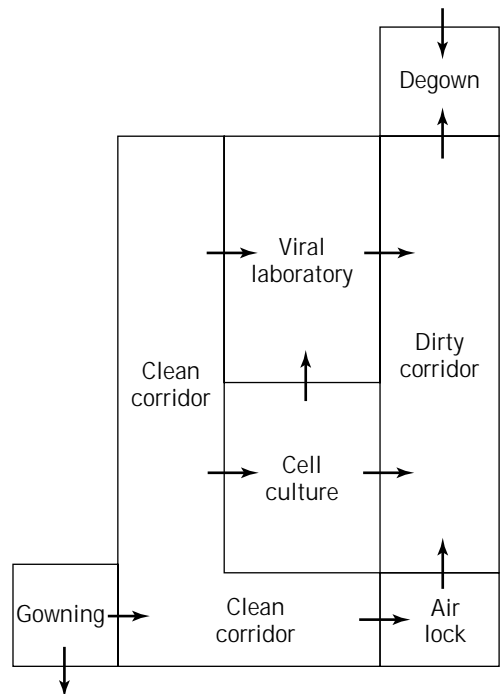 Degown
Viral
laboratory
Dirty
corridor
Clean
corridor
Cell
culture
Gowning
Clean
corridor
Air
lock